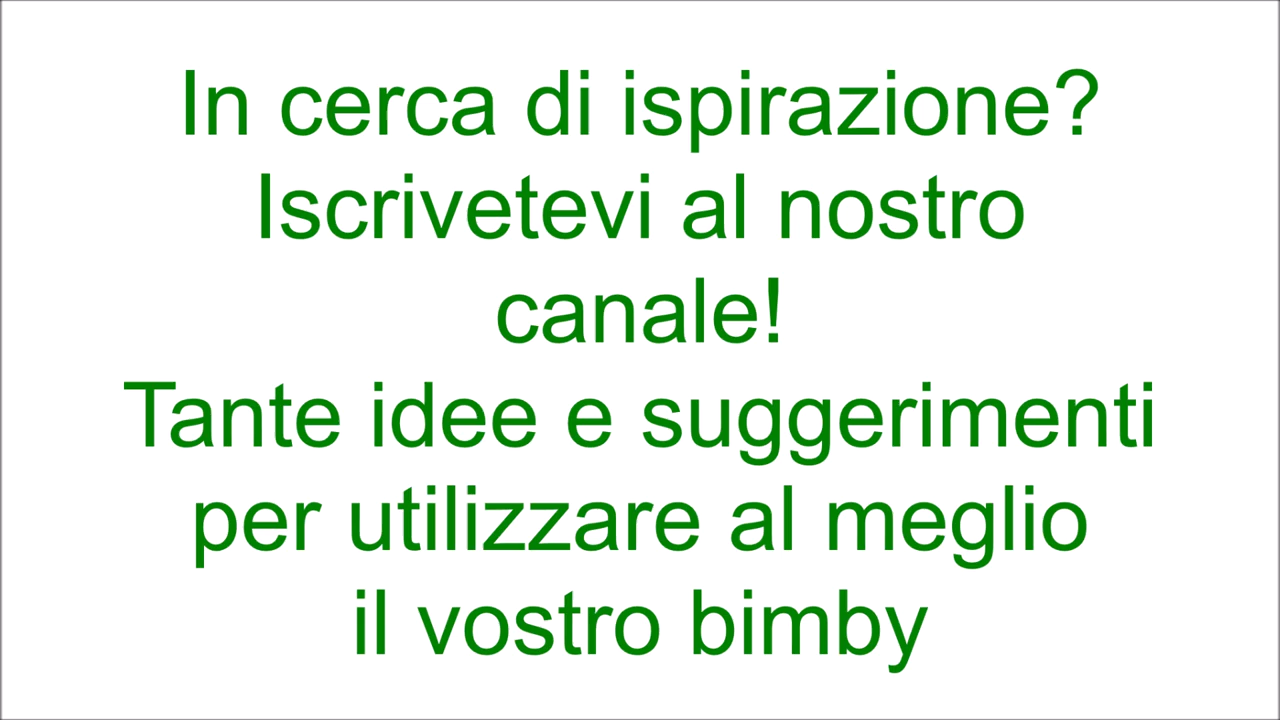 In cerca di ispirazione?
Iscrivetevi al nostro
canale!
Tante idee e suggerimenti
per utilizzare al meglio
il vostro bimby